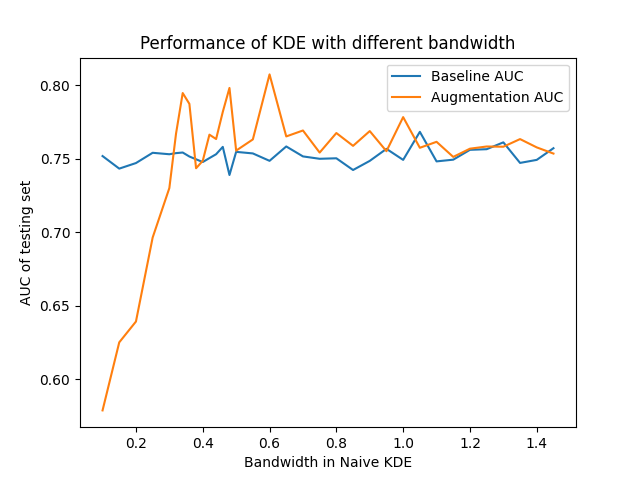 Performance of KDE with different bandwidth
Baseline AUC
Augmentation AUC
AUC of testing set
0.80
0.75
0.70
0.65
0.60
0.2 0.4 0.6 0.8 1.0 1.2 1.4
Bandwidth in Naive KDE